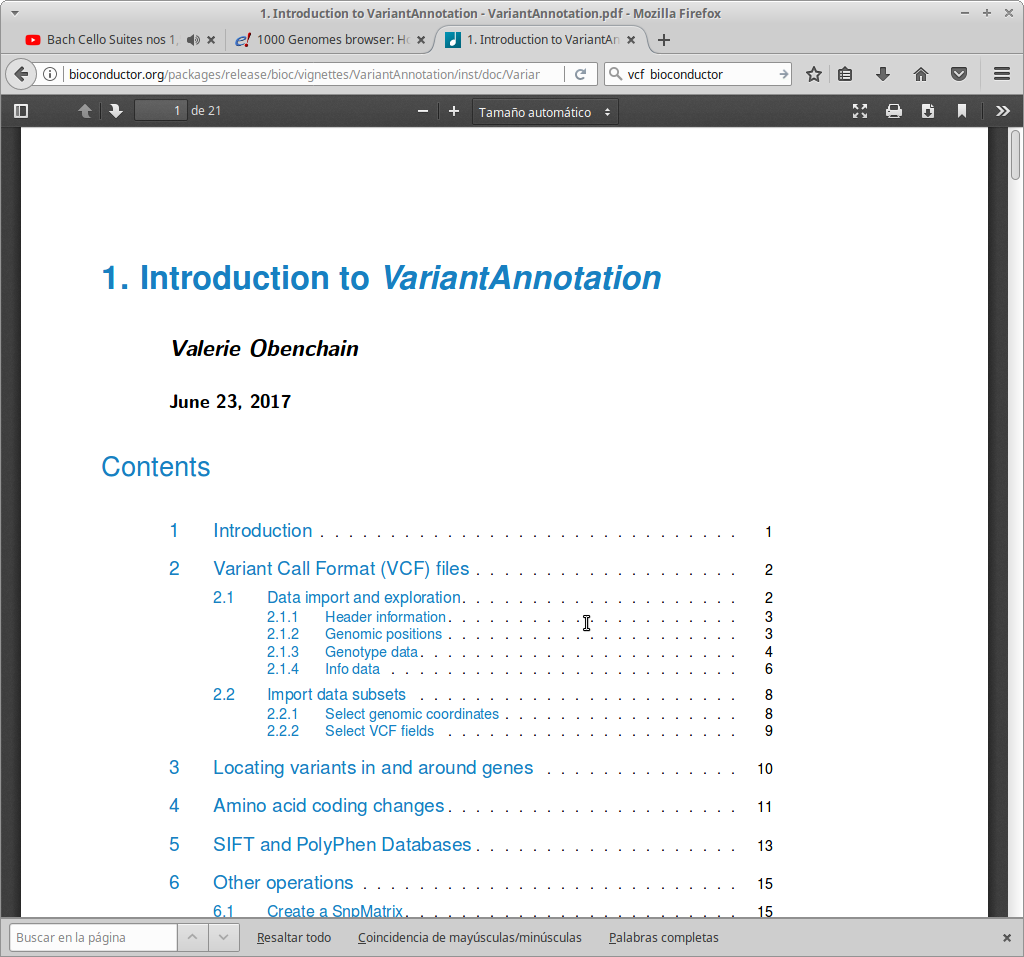 1. Introduction to VariantAnnotation - VariantAnnotation.pdf - Mozilla Firefox
Bach Cello Suites nos 1,
1000 Genomes browser: Ho
1. Introduction to VariantAn
bioconductor.org/packages/release/bioc/vignettes/VariantAnnotation/inst/doc/Variar
vcf bioconductor
1 de 21
Tamaño automático
1. Introduction to VariantAnnotation
Valerie Obenchain
June 23, 2017
Contents
1 Introduction . . . . . . . . . . . . . . . . . . . . . . . . . . . . . . 1
2 Variant Call Format (VCF) files . . . . . . . . . . . . . . . . . . . 2
2.1 Data import and exploration . . . . . . . . . . . . . . . . . . . . 2
2.1.1 Header information . . . . . . . . . . . . . . . . . . . . . 3
2.1.2 Genomic positions . . . . . . . . . . . . . . . . . . . . . 3
2.1.3 Genotype data . . . . . . . . . . . . . . . . . . . . . . . 4
2.1.4 Info data . . . . . . . . . . . . . . . . . . . . . . . . . 6
2.2 Import data subsets . . . . . . . . . . . . . . . . . . . . . . . 8
2.2.1 Select genomic coordinates . . . . . . . . . . . . . . . . . 8
2.2.2 Select VCF fields . . . . . . . . . . . . . . . . . . . . . 9
3 Locating variants in and around genes . . . . . . . . . . . . . . 10
4 Amino acid coding changes . . . . . . . . . . . . . . . . . . . . . 11
5 SIFT and PolyPhen Databases . . . . . . . . . . . . . . . . . . . 13
6 Other operations . . . . . . . . . . . . . . . . . . . . . . . . . . . 15
6.1 Create a SnpMatrix . . . . . . . . . . . . . . . . . . . . . . . . 15
Buscar en la página
Resaltar todo
Coincidencia de mayúsculas/minúsculas
Palabras completas